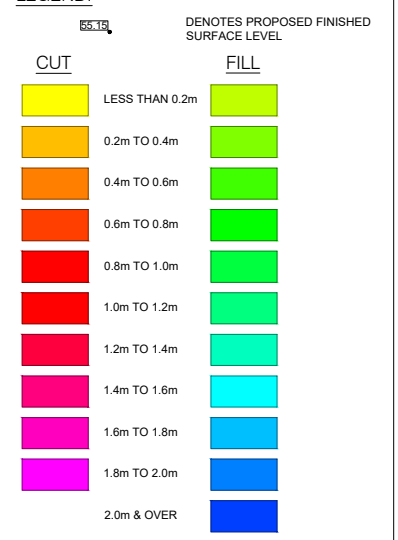 LEGEND:
55.15
DENOTES PROPOSED FINISHED
SURFACE LEVEL
CUT FILL
LESS THAN 0.2m
0.2m TO 0.4m
0.4m TO 0.6m
0.6m TO 0.8m
0.8m TO 1.0m
1.0m TO 1.2m
1.2m TO 1.4m
1.4m TO 1.6m
1.6m TO 1.8m
1.8m TO 2.0m
2.0m & OVER